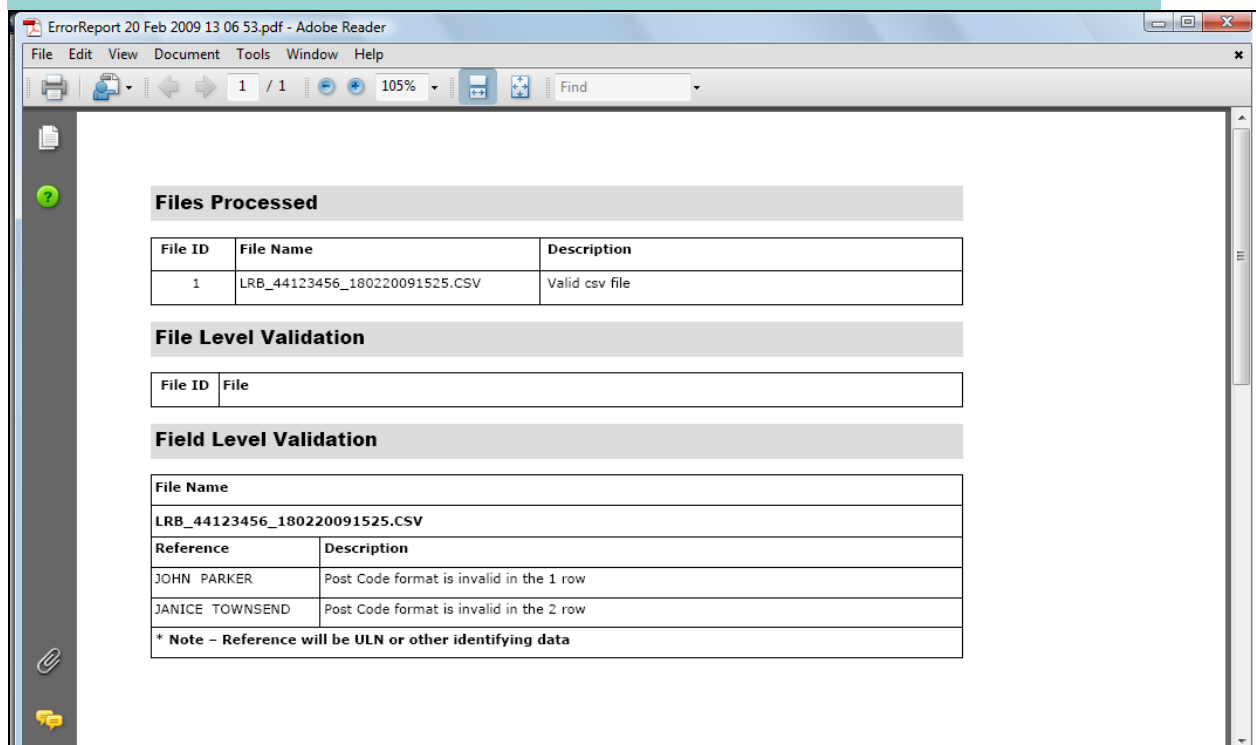 ErrorReport 20 Feb 2009 13 06 53.pdf - Adobe Reader
File Edit View Document Tools Window Help
1 / 1 105% Find
Files Processed
File ID File Name Description
1 LRB_44123456_180220091525.CSV Valid csv file
File Level Validation
File ID File
Field Level Validation
File Name
LRB_44123456_180220091525.CSV
Reference Description
JOHN PARKER Post Code format is invalid in the 1 row
JANICE TOWNSEND Post Code format is invalid in the 2 row
* Note – Reference will be ULN or other identifying data